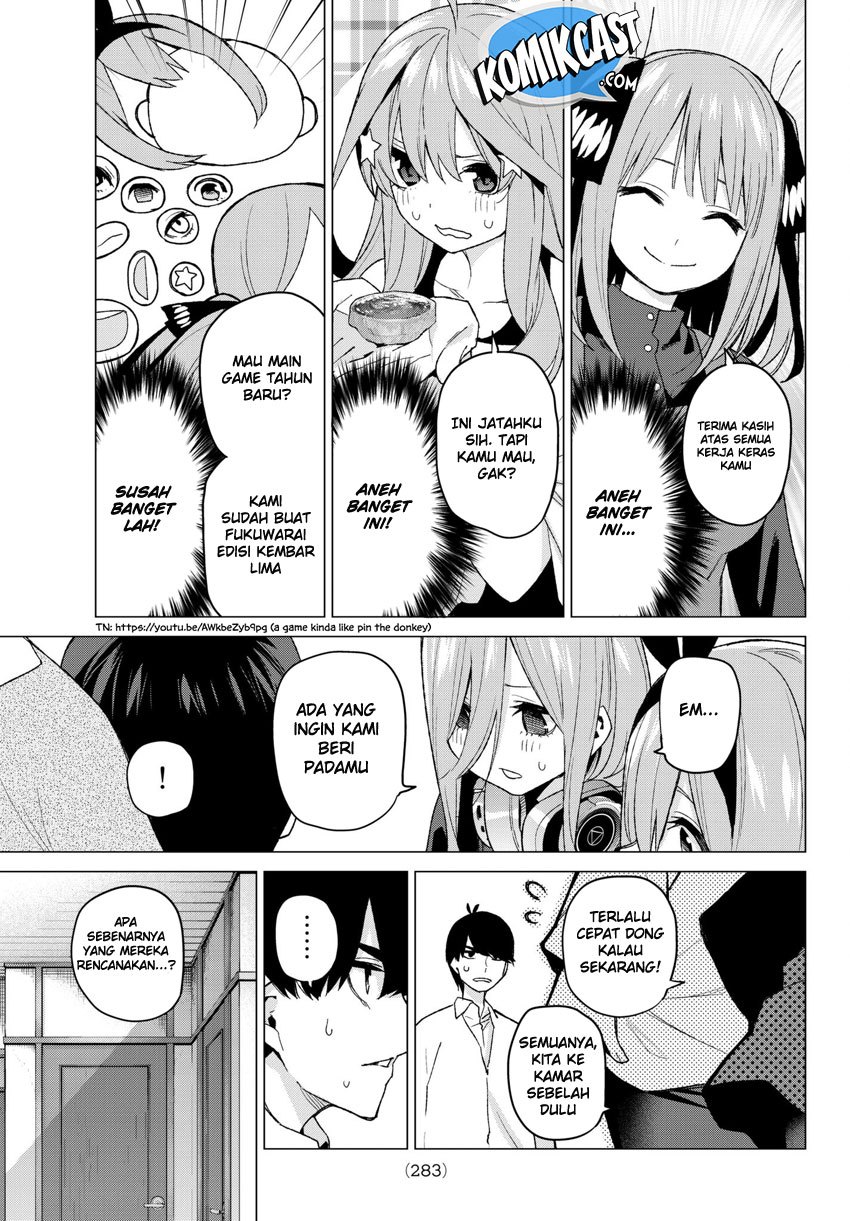 KOMIKCAST
.COM
TERIMA KASIH
ATAS SEMUA
KERJA KERAS
KAMU
ANEH
BANGET
INI...
INI JATAHKU
SIH. TAPI
KAMU MAU,
GAK?
ANEH
BANGET
INI!
MAU MAIN
GAME TAHUN
BARU?
KAMI
SUDAH BUAT
FUKUWARAI
EDISI KEMBAR
LIMA
SUSAH
BANGET
LAH!
TN: https://youtu.be/AWkbeZyb9pg (a game kinda like pin the donkey)
EM...
ADA YANG
INGIN KAMI
BERI
PADAMU
!
TERLALU
CEPAT DONG
KALAU
SEKARANG!
SEMUANYA,
KITA KE
KAMAR
SEBELAH
DULU
......
APA
SEBENARNYA
YANG MEREKA
RENCANAKAN...?
(283)